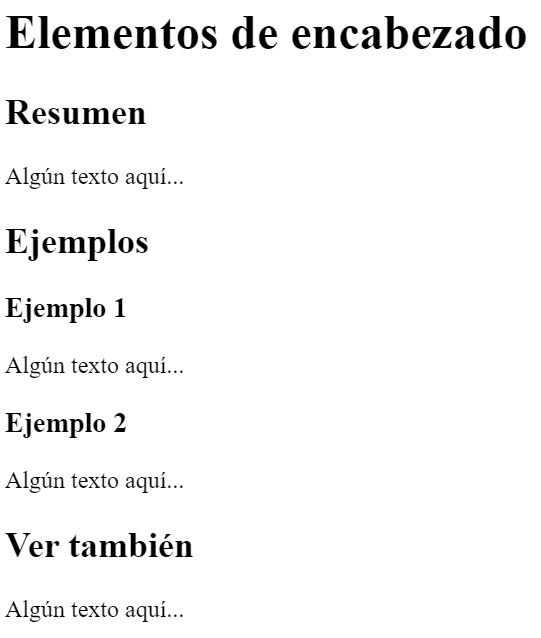 Elementos de encabezado
Resumen
Algún texto aquí...
Ejemplos
Ejemplo 1
Algún texto aquí...
Ejemplo 2
Algún texto aquí...
Ver también
Algún texto aquí...